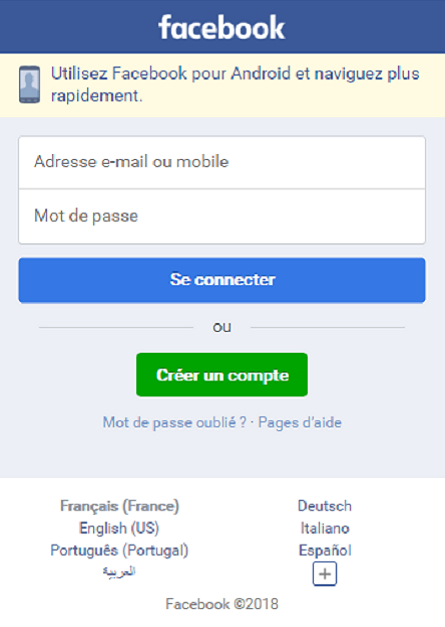 facebook
Utilisez Facebook pour Android et naviguez plus
rapidement.
Adresse e-mail ou mobile
Mot de passe
Se connecter
ou
Créer un compte
Mot de passe oublié ? · Pages d'aide
Français (France)
Deutsch
English (US)
Italiano
Português (Portugal)
Español
العربية
+
Facebook ©2018